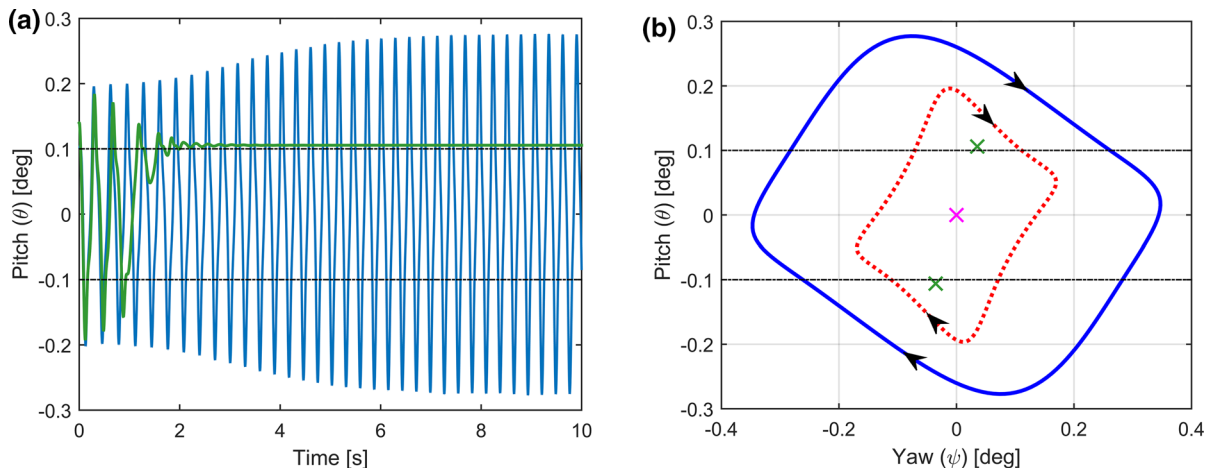 (a)
0.3
0.2
0.1
0
-0.1
-0.2
-0.3
Pitch (θ) [deg]
0 2 4 6 8 10
Time [s]
(b)
0.3
0.2
0.1
0
-0.1
-0.2
-0.3
Pitch (θ) [deg]
-0.4 -0.2 0 0.2 0.4
Yaw (ψ) [deg]